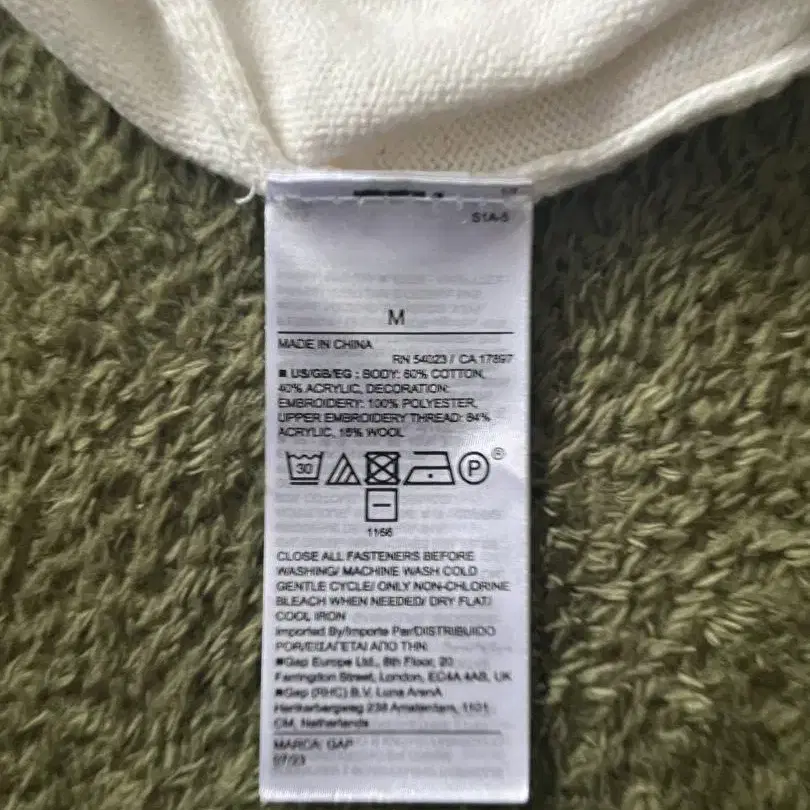 S1A-5
M
MADE IN CHINA
RN 54023 / CA 17897
■ US/GB/EG : BODY: 60% COTTON,
40% ACRYLIC, DECORATION:
EMBROIDERY: 100% POLYESTER,
UPPER EMBROIDERY THREAD: 84%
ACRYLIC, 16% WOOL
30
P
®
1156
CLOSE ALL FASTENERS BEFORE
WASHING/ MACHINE WASH COLD
GENTLE CYCLE/ ONLY NON-CHLORINE
BLEACH WHEN NEEDED/ DRY FLAT/
COOL IRON
Imported By/Importe Par/DISTRIBUIDO
POR/ΕΙΣΑΓΕΤΑΙ ΑΠΟ ΤΗΝ:
■Gap Europe Ltd., 8th Floor, 20
Farringdon Street, London, EC4A 4AB, UK
■Gap (RHC) B.V. Luna ArenA
Herikerbergweg 238 Amsterdam, 1101
CM, Netherlands
MARCA: GAP
07/23